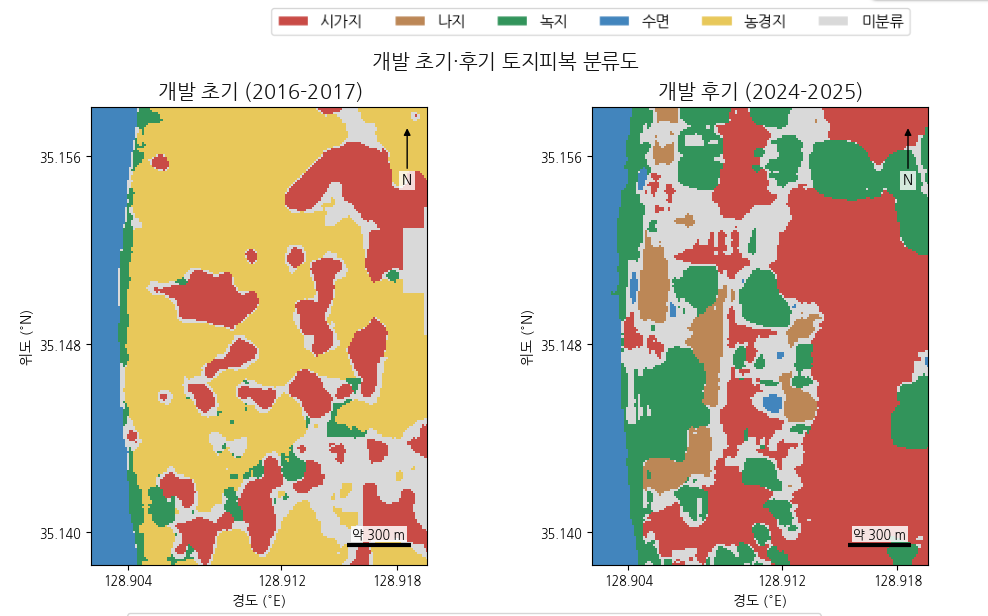 시가지 나지 녹지 수면 농경지 미분류
개발 초기·후기 토지피복 분류도
개발 초기 (2016-2017)
개발 후기 (2024-2025)
35.156
35.148
35.140
위도 (°N)
N
약 300 m
128.904 128.912 128.918
경도 (°E)
35.156
35.148
35.140
위도 (°N)
N
약 300 m
128.904 128.912 128.918
경도 (°E)